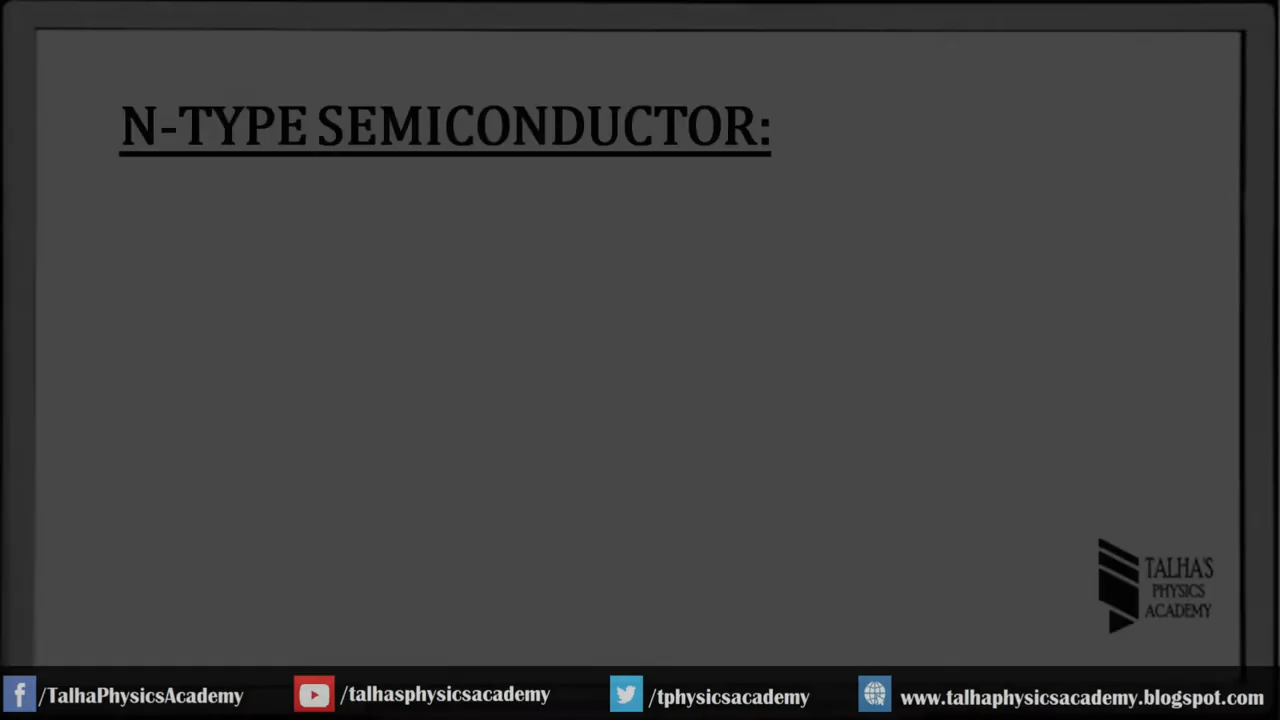 N-TYPE SEMICONDUCTOR:
TALHA'S
PHYSICS
ACADEMY
/TalhaPhysicsAcademy
/talhasphysicsacademy
/tphysicsacademy
www.talhaphysicsacademy.blogspot.com